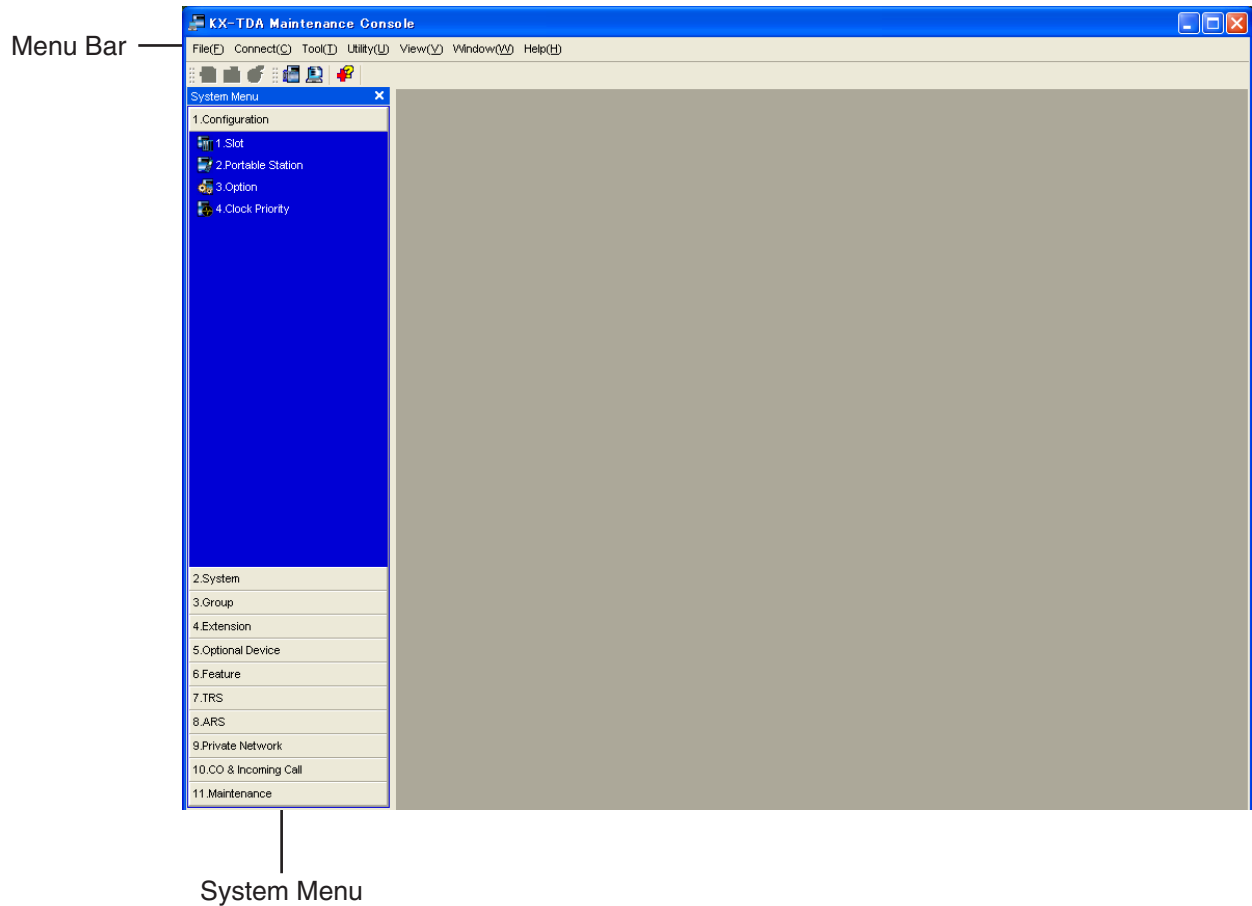 KX-TDA Maintenance Console
Menu Bar
File(F) Connect(C) Tool(T) Utility(U) View(V) Window(W) Help(H)
System Menu
1.Configuration
1.Slot
2.Portable Station
3.Option
4.Clock Priority
2.System
3.Group
4.Extension
5.Optional Device
6.Feature
7.TRS
8.ARS
9.Private Network
10.CO & Incoming Call
11.Maintenance
System Menu